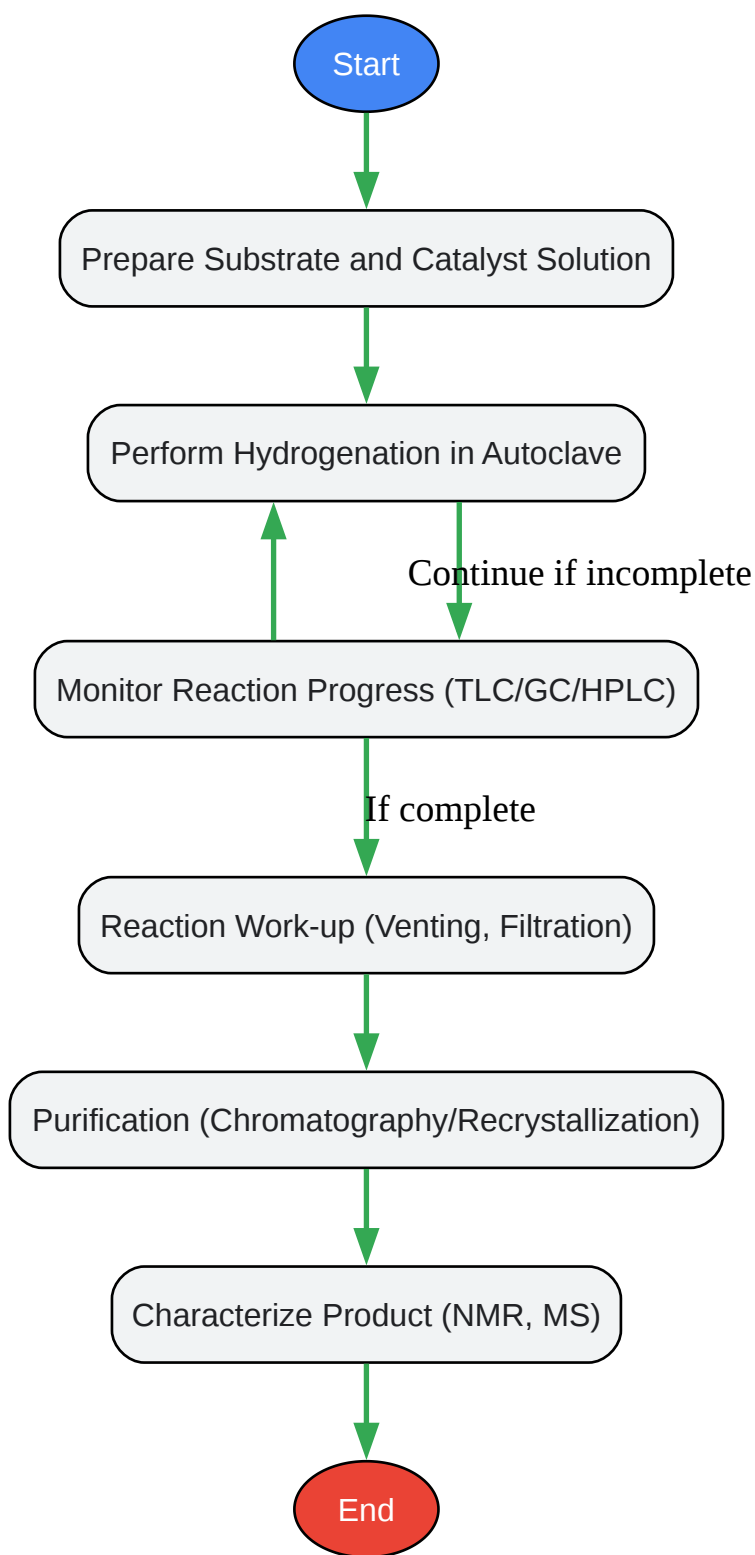 Start
Prepare Substrate and Catalyst Solution
Perform Hydrogenation in Autoclave
Continue if incomplete
Monitor Reaction Progress (TLC/GC/HPLC)
If complete
Reaction Work-up (Venting, Filtration)
Purification (Chromatography/Recrystallization)
Characterize Product (NMR, MS)
End